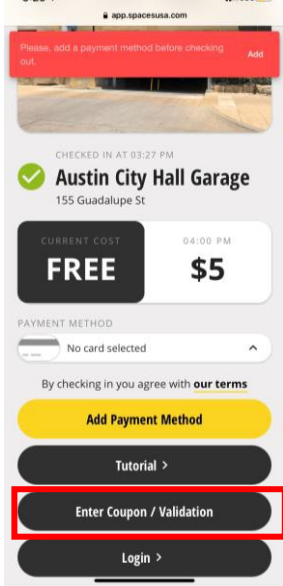 app.spacesusa.com
Please, add a payment method before checking
out.
Add
CHECKED IN AT 03:27 PM
Austin City Hall Garage
155 Guadalupe St
CURRENT COST
FREE
04:00 PM
$5
PAYMENT METHOD
No card selected
By checking in you agree with our terms
Add Payment Method
Tutorial >
Enter Coupon / Validation
Login >